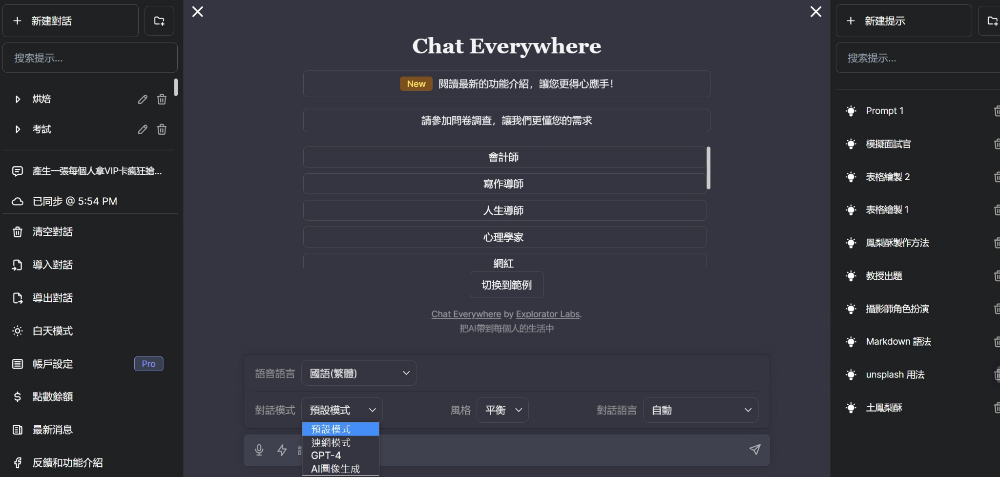 新建對話
搜索提示...
烘焙
考試
產生一張每個人拿VIP卡瘋狂搶...
已同步 @ 5:54 PM
清空對話
導入對話
導出對話
白天模式
帳戶設定
Pro
點數餘額
最新消息
反饋和功能介紹
Chat Everywhere
New 閱讀最新的功能介紹，讓您更得心應手！
請參加問卷調查，讓我們更懂您的需求
會計師
寫作導師
人生導師
心理學家
網紅
切換到範例
Chat Everywhere by Explorator Labs.
把AI帶到每個人的生活中
語音語言 國語(繁體)
對話模式 預設模式 風格 平衡 對話語言 自動
預設模式
連網模式
GPT-4
AI圖像生成
新建提示
搜索提示...
Prompt 1
模擬面試官
表格繪製 2
表格繪製 1
鳳梨酥製作方法
教授出題
攝影師角色扮演
Markdown 語法
unsplash 用法
土鳳梨酥